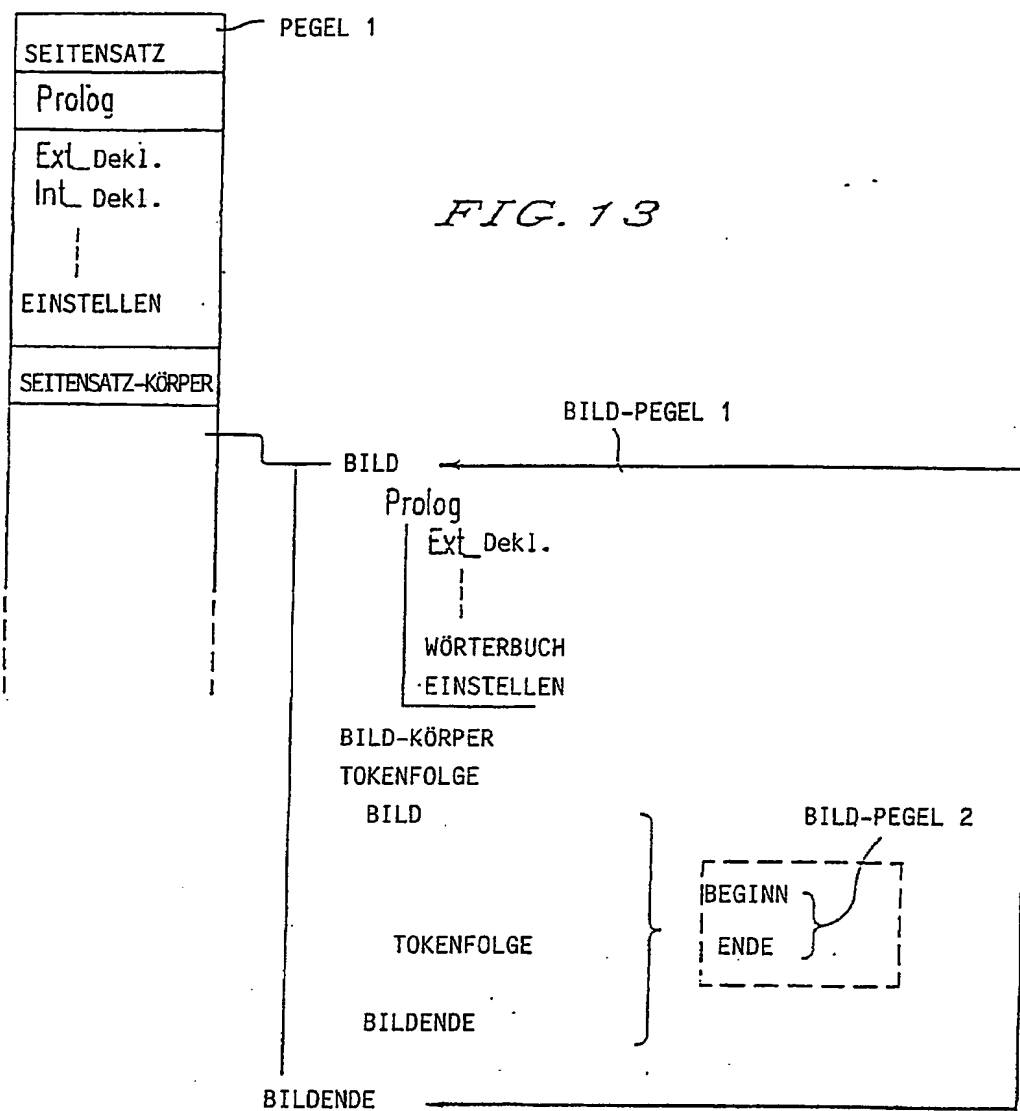 PEGEL 1
SEITENSATZ
Prolog
Ext_Dekl.
Int_Dekl.
EINSTELLEN
SEITENSATZ-KÖRPER
FIG. 13
BILD-PEGEL 1
BILD
Prolog
Ext_Dekl.
WÖRTERBUCH
EINSTELLEN
BILD-KÖRPER
TOKENFOLGE
BILD
BILD-PEGEL 2
BEGINN
TOKENFOLGE
ENDE
BILDENDE
BILDENDE